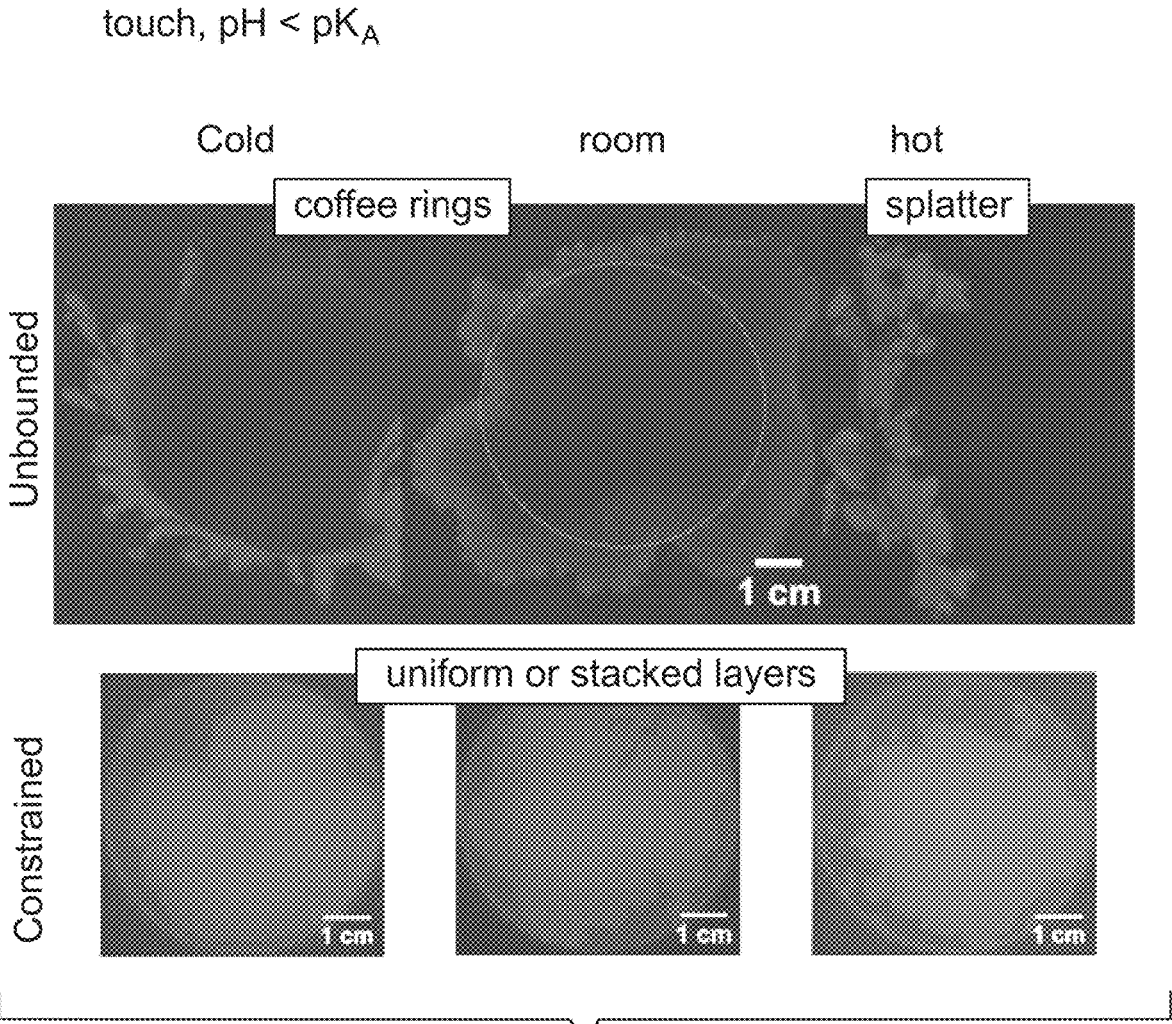 touch, pH < pKA
Cold room hot
coffee rings splatter
Unbounded
1 cm
uniform or stacked layers
Constrained
1 cm 1 cm 1 cm